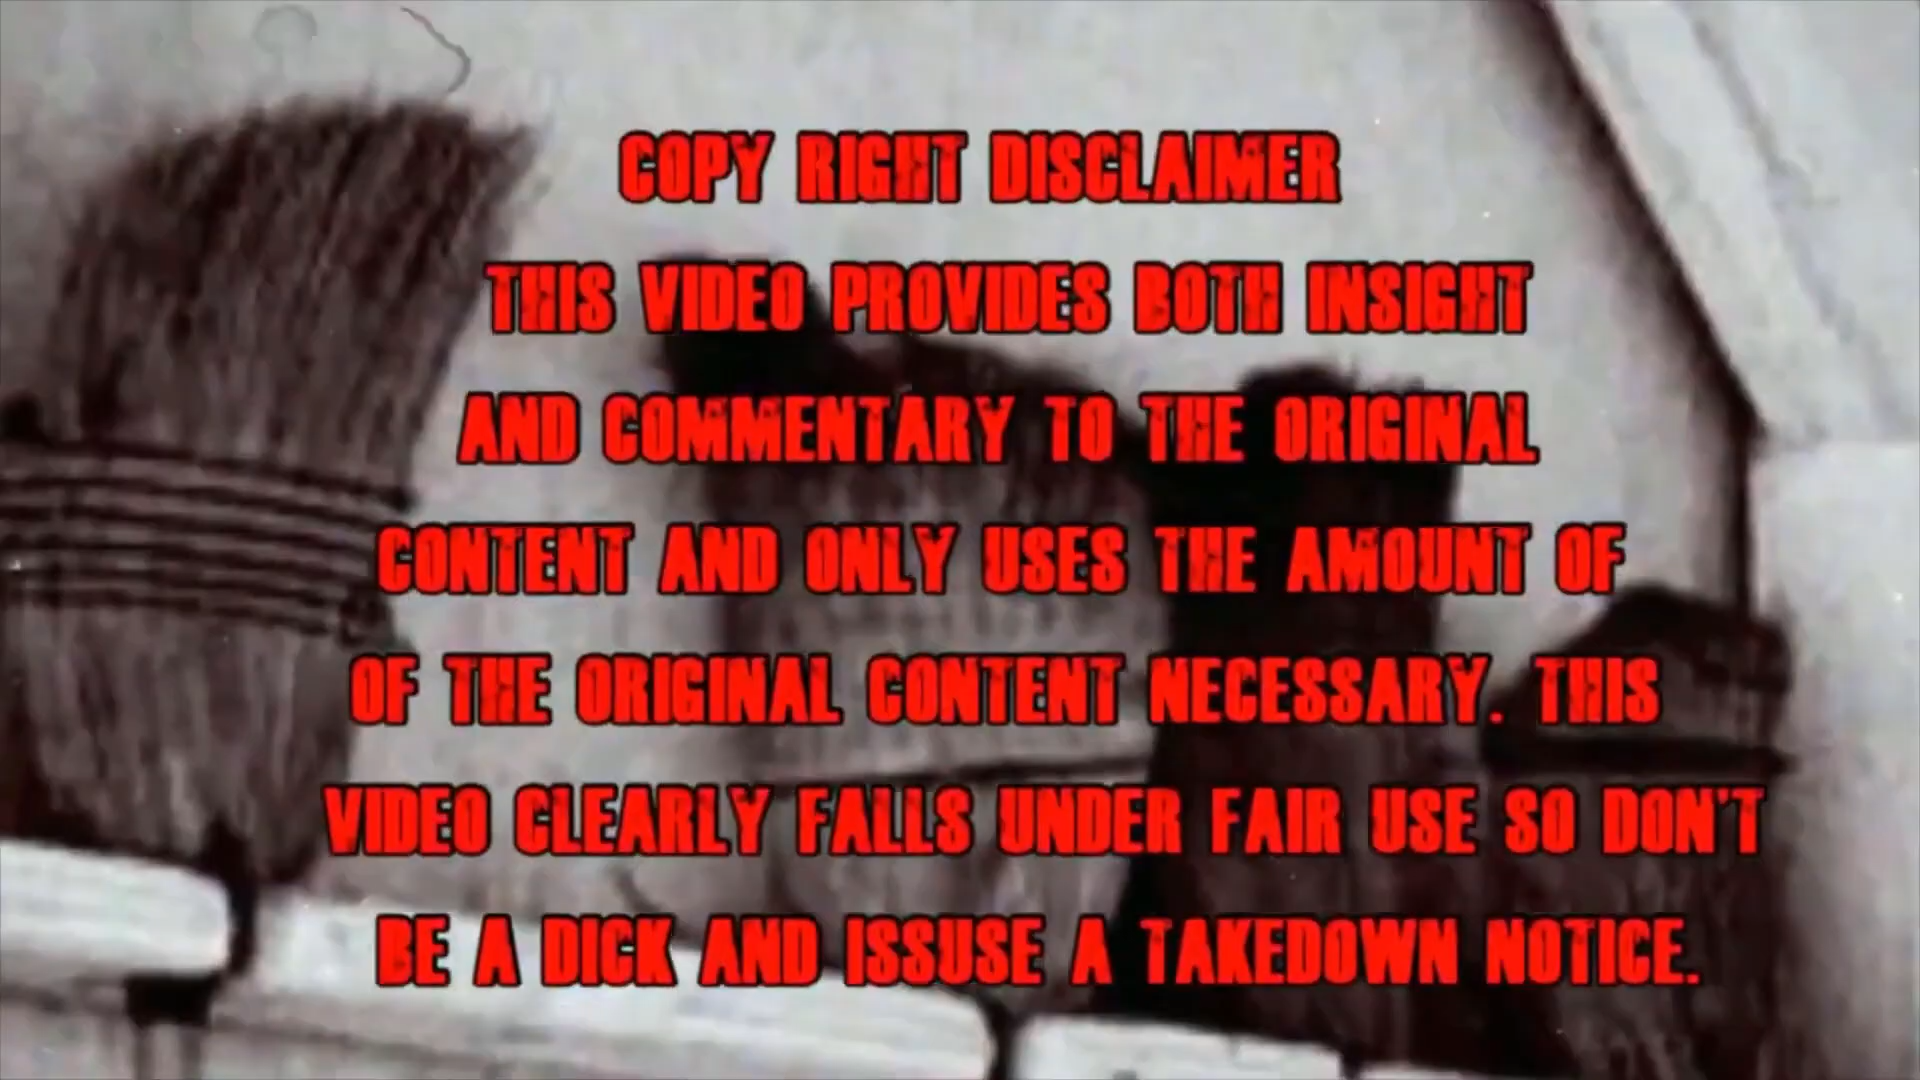 COPY RIGHT DISCLAIMER
THIS VIDEO PROVIDES BOTH INSIGHT
AND COMMENTARY TO THE ORIGINAL
CONTENT AND ONLY USES THE AMOUNT OF
OF THE ORIGINAL CONTENT NECESSARY. THIS
VIDEO CLEARLY FALLS UNDER FAIR USE SO DON'T
BE A DICK AND ISSUSE A TAKEDOWN NOTICE.